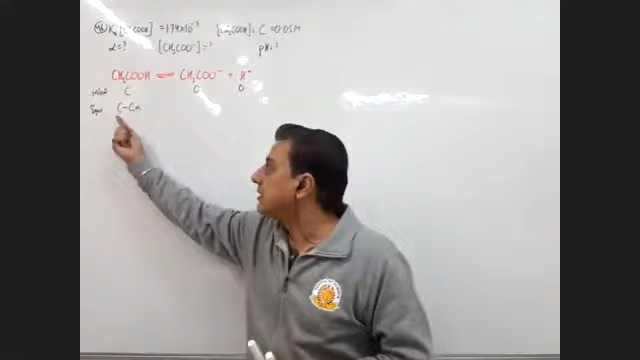 Ka [CH3COOH] = 1.74×10⁻⁵ [CH3COOH] = C = 0.05M
α = ? [CH3COO⁻] = ? pH = ?
CH3COOH ⇌ CH3COO⁻ + H⁺
C 0 0
C-Cα